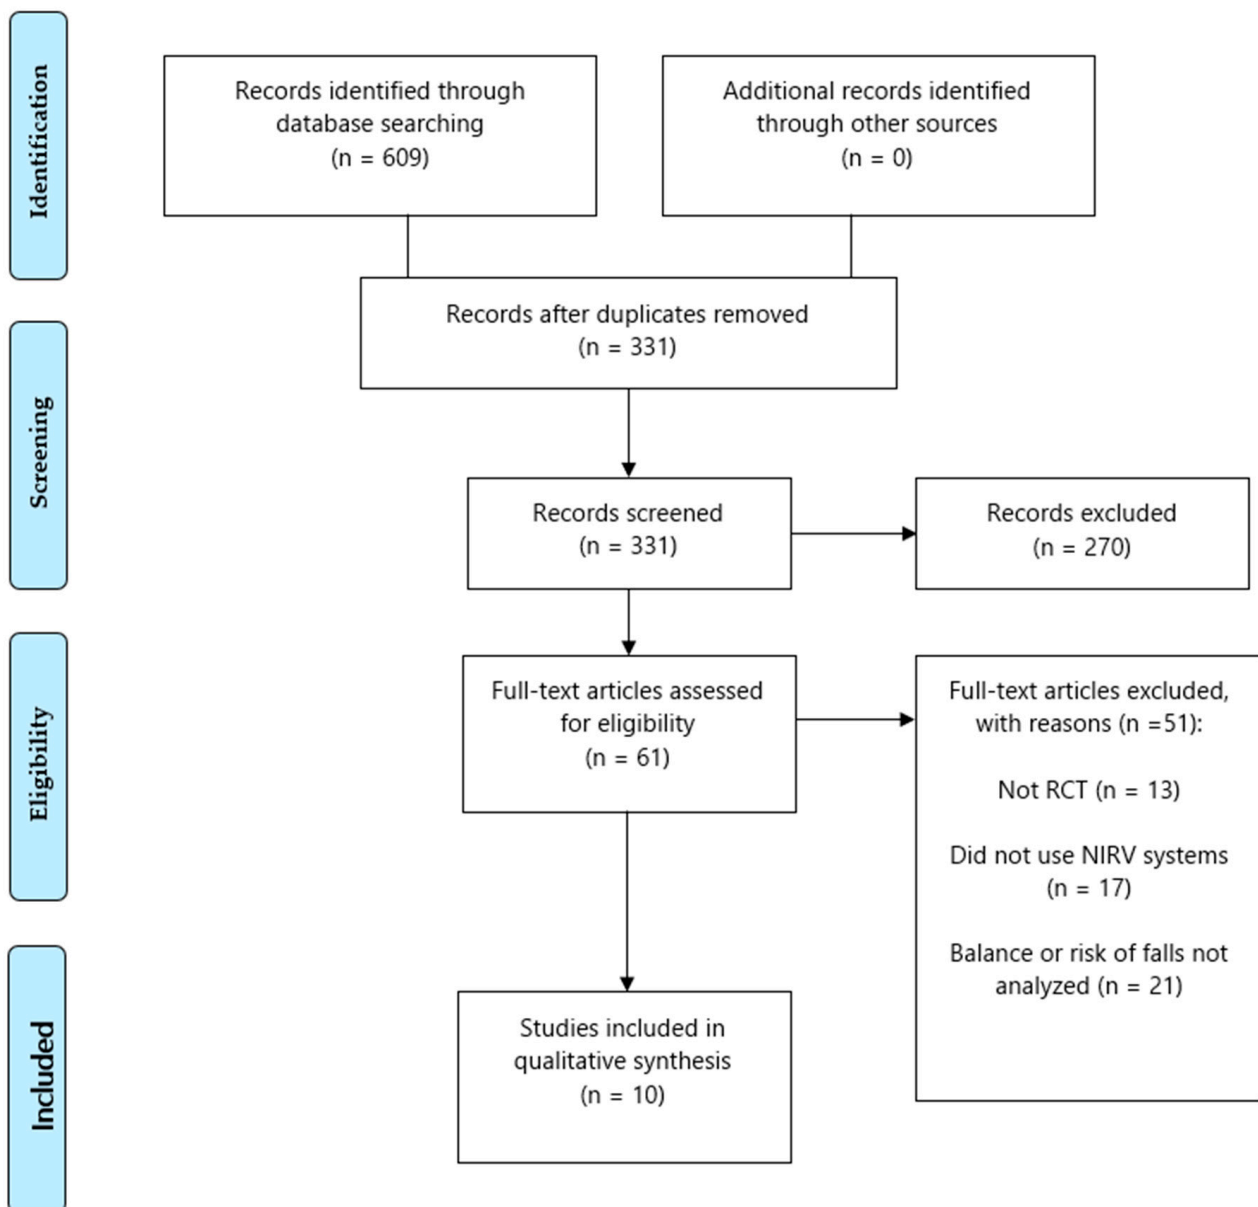 Identification
Records identified through
database searching
(n = 609)
Additional records identified
through other sources
(n = 0)
Records after duplicates removed
(n = 331)
Screening
Records screened
(n = 331)
Records excluded
(n = 270)
Eligibility
Full-text articles assessed
for eligibility
(n = 61)
Full-text articles excluded,
with reasons (n =51):
Not RCT (n = 13)
Did not use NIRV systems
(n = 17)
Balance or risk of falls not
analyzed (n = 21)
Included
Studies included in
qualitative synthesis
(n = 10)